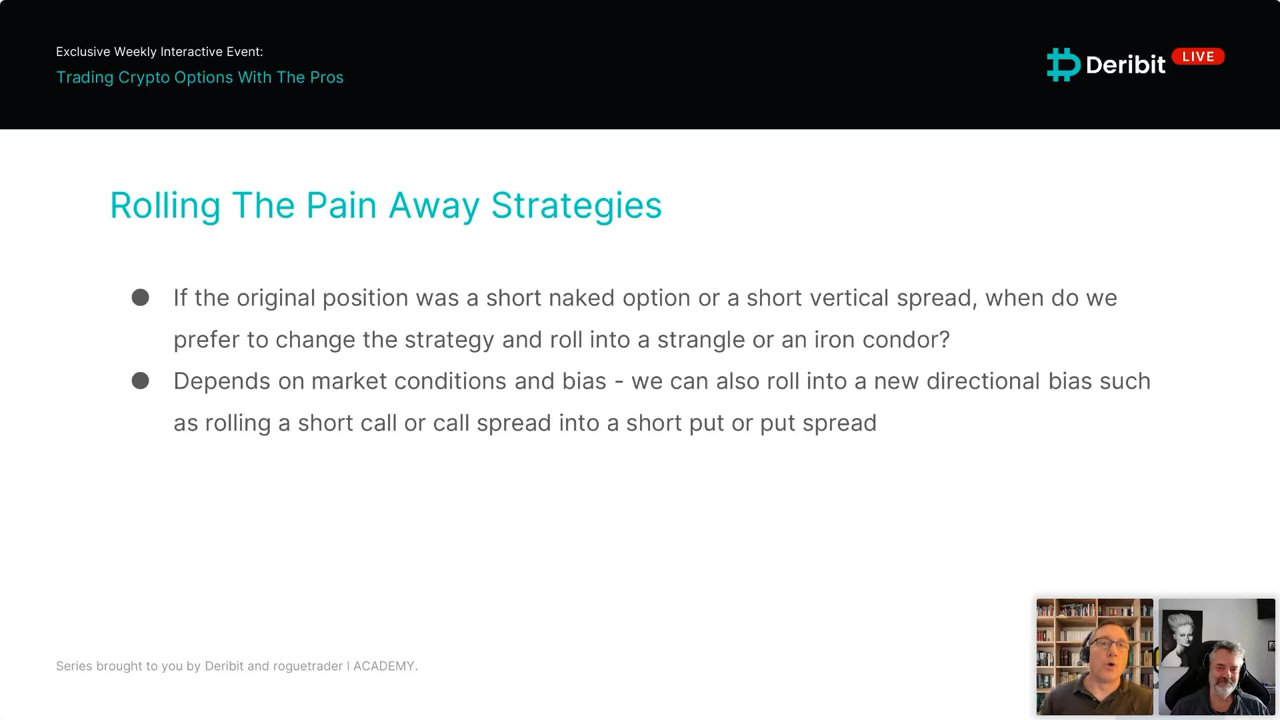 Exclusive Weekly Interactive Event:
Trading Crypto Options With The Pros
Deribit LIVE
Rolling The Pain Away Strategies
● If the original position was a short naked option or a short vertical spread, when do we
prefer to change the strategy and roll into a strangle or an iron condor?
● Depends on market conditions and bias - we can also roll into a new directional bias such
as rolling a short call or call spread into a short put or put spread
Series brought to you by Deribit and roguetrader | ACADEMY.